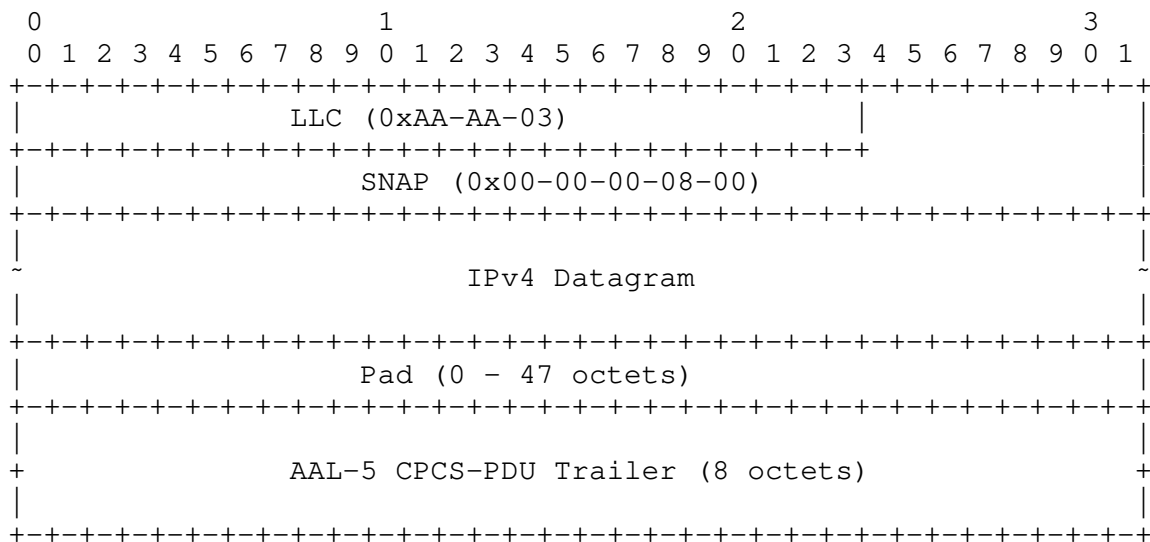 0                   1                   2                   3
 0 1 2 3 4 5 6 7 8 9 0 1 2 3 4 5 6 7 8 9 0 1 2 3 4 5 6 7 8 9 0 1
+-+-+-+-+-+-+-+-+-+-+-+-+-+-+-+-+-+-+-+-+-+-+-+-+-+-+-+-+-+-+-+-+
|               LLC (0xAA-AA-03)                |               |
+-+-+-+-+-+-+-+-+-+-+-+-+-+-+-+-+-+-+-+-+-+-+-+-+               |
|                   SNAP (0x00-00-00-08-00)                     |
+-+-+-+-+-+-+-+-+-+-+-+-+-+-+-+-+-+-+-+-+-+-+-+-+-+-+-+-+-+-+-+-+
|                                                               |
~                         IPv4 Datagram                         ~
|                                                               |
+-+-+-+-+-+-+-+-+-+-+-+-+-+-+-+-+-+-+-+-+-+-+-+-+-+-+-+-+-+-+-+-+
|                   Pad (0 - 47 octets)                         |
+-+-+-+-+-+-+-+-+-+-+-+-+-+-+-+-+-+-+-+-+-+-+-+-+-+-+-+-+-+-+-+-+
|                                                               |
+               AAL-5 CPCS-PDU Trailer (8 octets)               +
|                                                               |
+-+-+-+-+-+-+-+-+-+-+-+-+-+-+-+-+-+-+-+-+-+-+-+-+-+-+-+-+-+-+-+-+